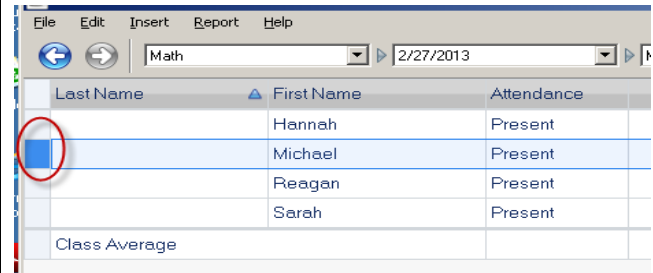 File Edit Insert Report Help
Math 2/27/2013
Last Name First Name Attendance
Hannah Present
Michael Present
Reagan Present
Sarah Present
Class Average